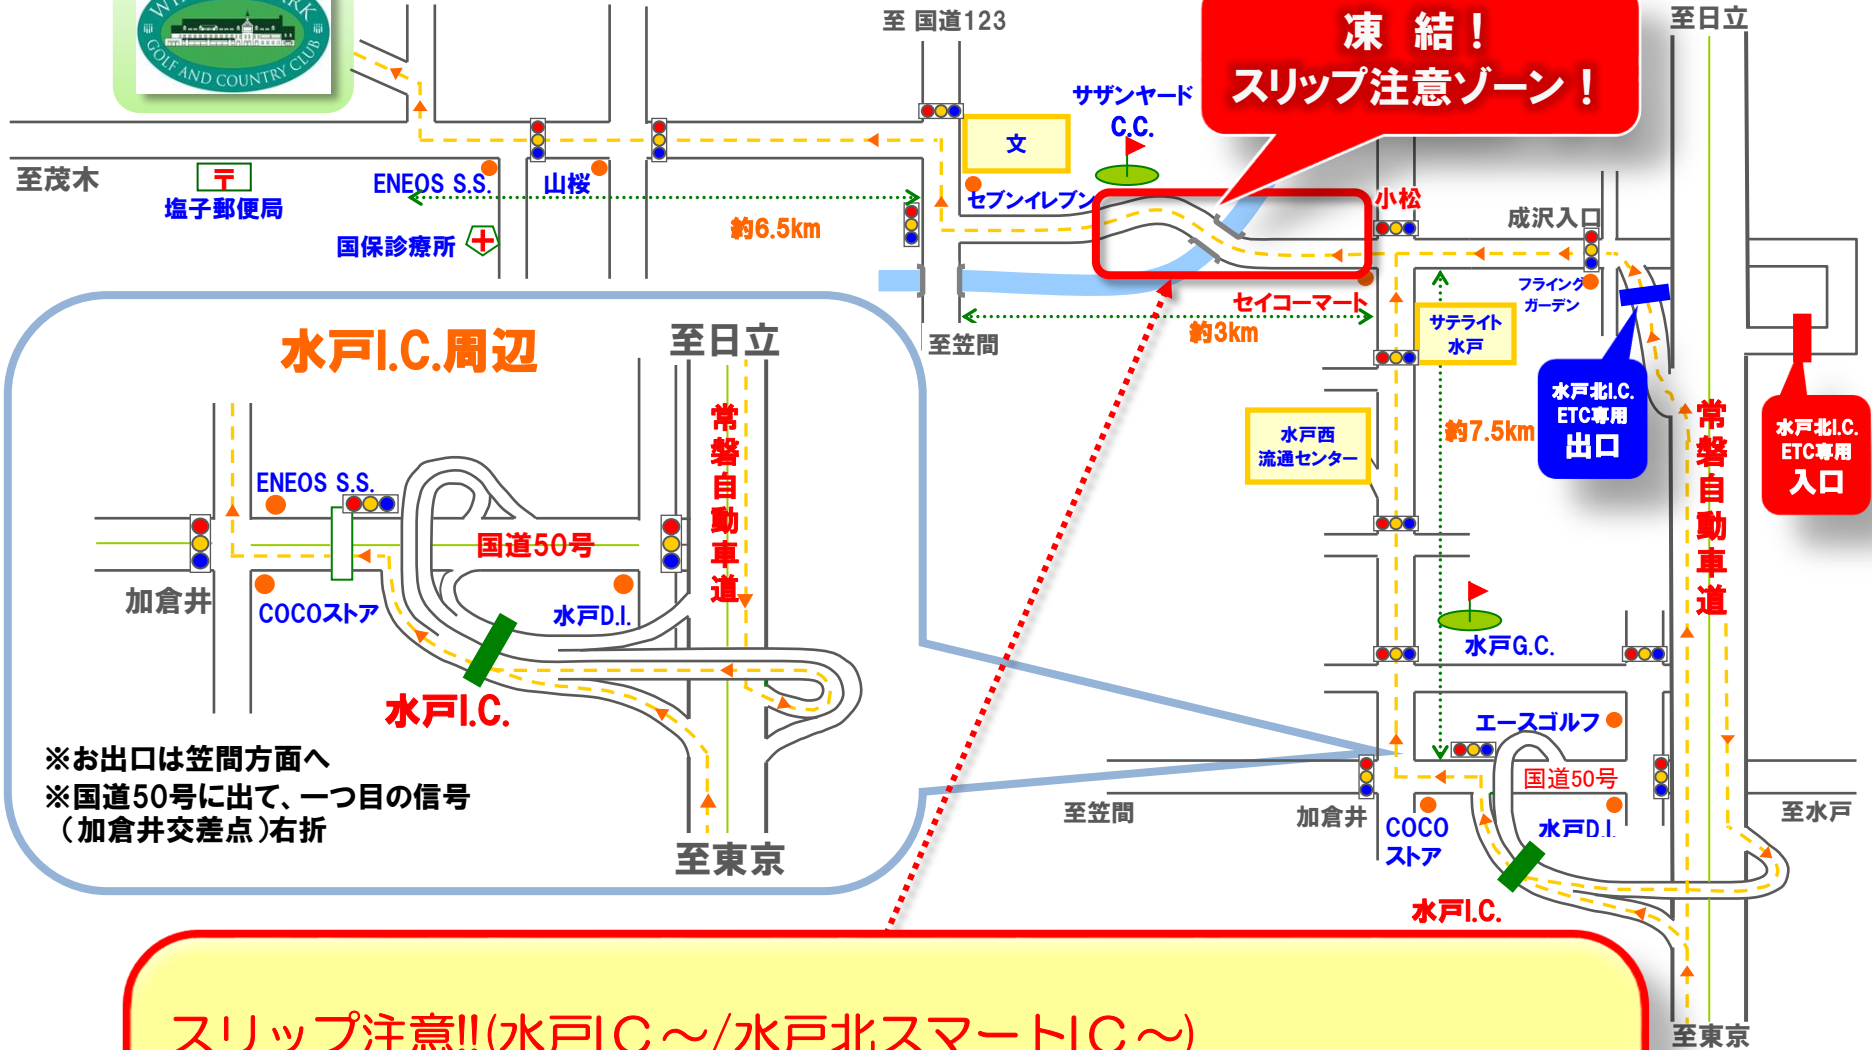 GOLF AND COUNTRY CLUB
至 国道123
凍 結！
スリップ注意ゾーン！
至日立
サザンヤード
C.C.
文
至茂木
〒
塩子郵便局
ENEOS S.S.
山桜
国保診療所
約6.5km
セブンイレブン
小松
成沢入口
フライング
ガーデン
セイコーマート
約3km
至笠間
サテライト
水戸
水戸北I.C.
ETC専用
出口
水戸北I.C.
ETC専用
入口
約7.5km
水戸西
流通センター
常磐自動車道
水戸G.C.
エースゴルフ
国道50号
至笠間
加倉井
COCO
ストア
水戸D.I.
至水戸
水戸I.C.
至東京
水戸I.C.周辺
至日立
常磐自動車道
ENEOS S.S.
国道50号
加倉井
COCOストア
水戸D.I.
水戸I.C.
※お出口は笠間方面へ
※国道50号に出て、一つ目の信号
（加倉井交差点）右折
至東京
スリップ注意!!(水戸IC～/水戸北スマートIC～)